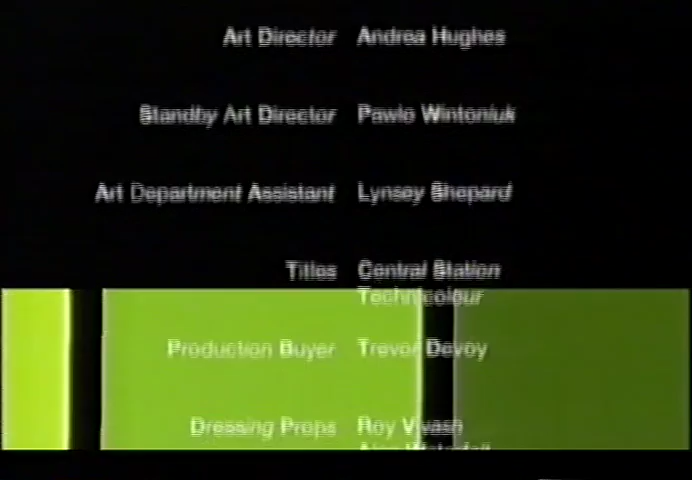 Art Director Andrea Hughes
Standby Art Director Pawlo Wintoniuk
Art Department Assistant Lynsey Shepard
Titles Central Station
Technicolour
Production Buyer Trevor Devoy
Dressing Props Roy Vivash